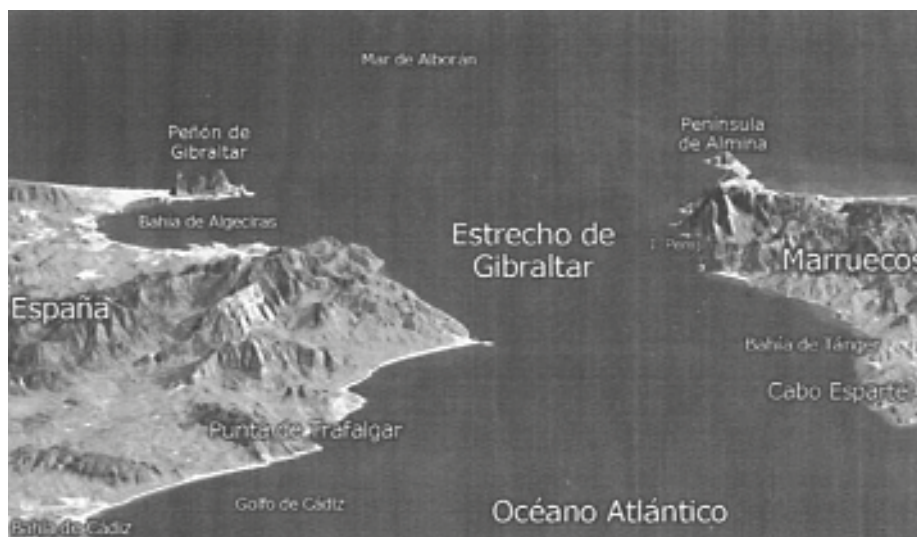 Mar de Alborán
Peñón de
Gibraltar
Península
de Almina
Bahía de Algeciras
Estrecho de
Gibraltar
I. Perejil
Marruecos
España
Bahía de Tánger
Cabo Esparte
Punta de Trafalgar
Golfo de Cádiz
Océano Atlántico
Bahía de Cádiz